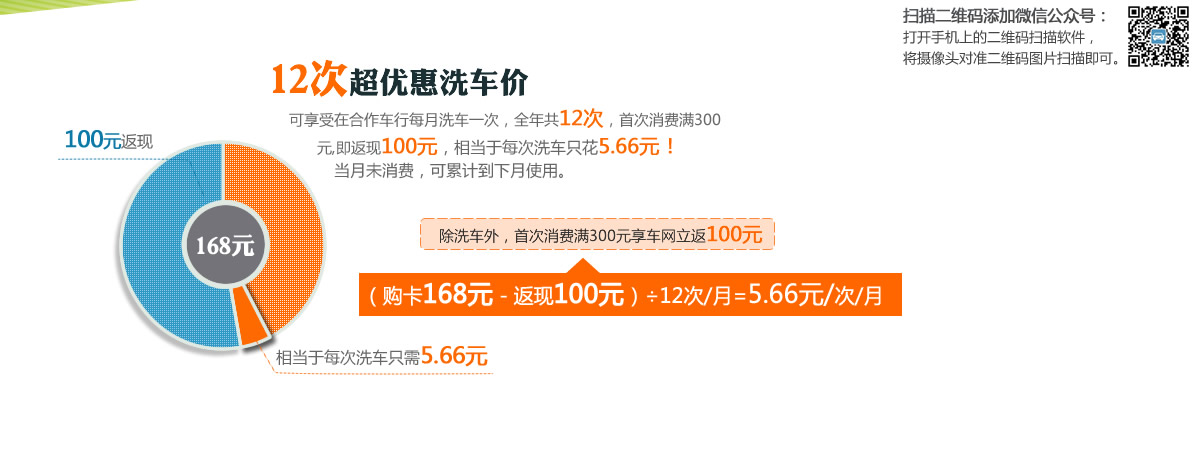 扫描二维码添加微信公众号：
打开手机上的二维码扫描软件，
将摄像头对准二维码图片扫描即可。
12次超优惠洗车价
可享受在合作车行每月洗车一次，全年共12次，首次消费满300
元,即返现100元，相当于每次洗车只花5.66元！
当月未消费，可累计到下月使用。
100元返现
168元
除洗车外，首次消费满300元享车网立返100元
（购卡168元 - 返现100元）÷12次/月=5.66元/次/月
相当于每次洗车只需5.66元